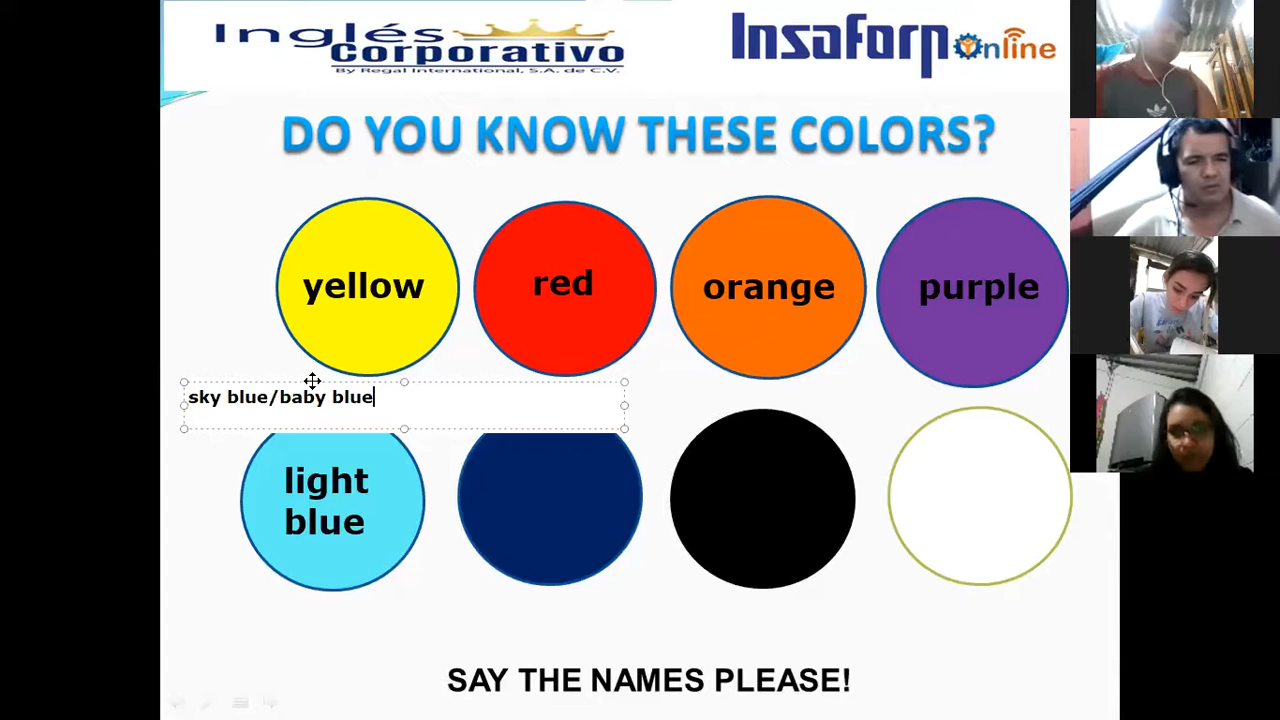 Inglés
Corporativo
By Regal International, S.A. de C.V.
Insaforp Online
DO YOU KNOW THESE COLORS?
yellow
red
orange
purple
sky blue/baby blue
light
blue
SAY THE NAMES PLEASE!